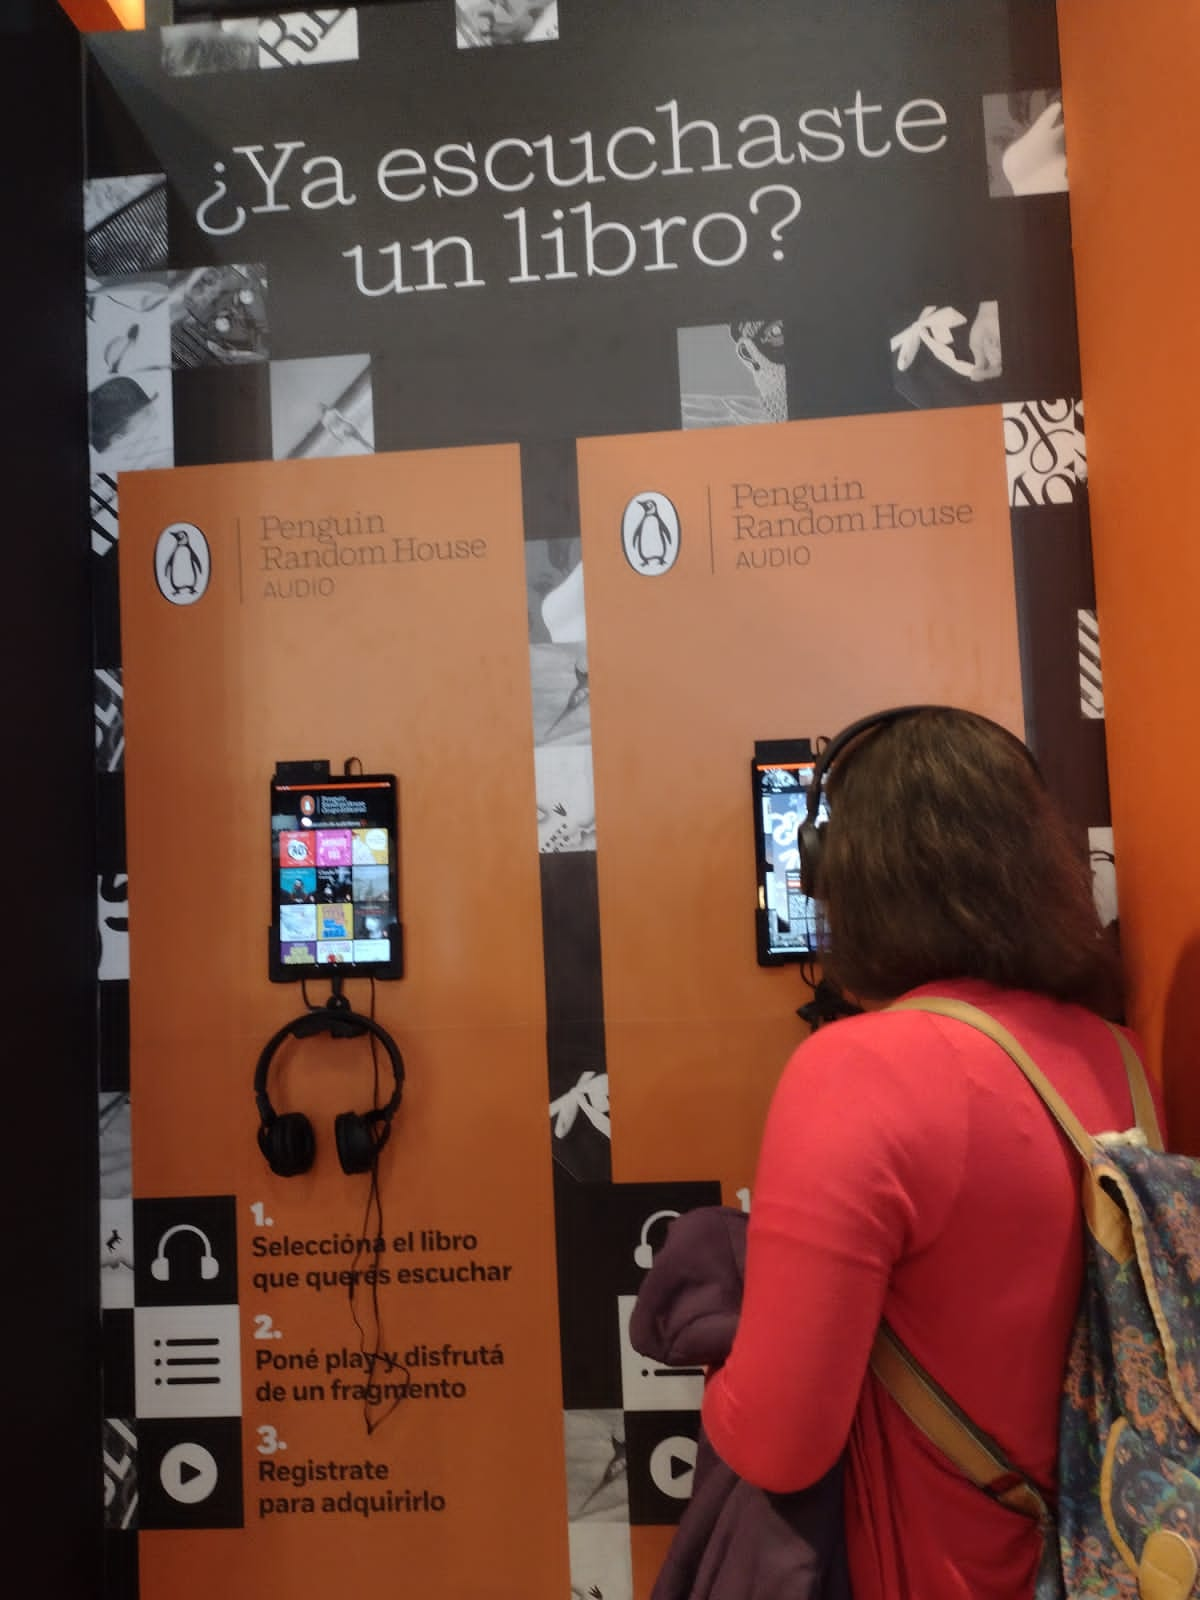 ¿Ya escuchaste
un libro?
Penguin
Random House
AUDIO
Penguin
Random House
AUDIO
1.
Seleccioná el libro
que querés escuchar
2.
Poné play y disfrutá
de un fragmento
3.
Registrate
para adquirirlo
1